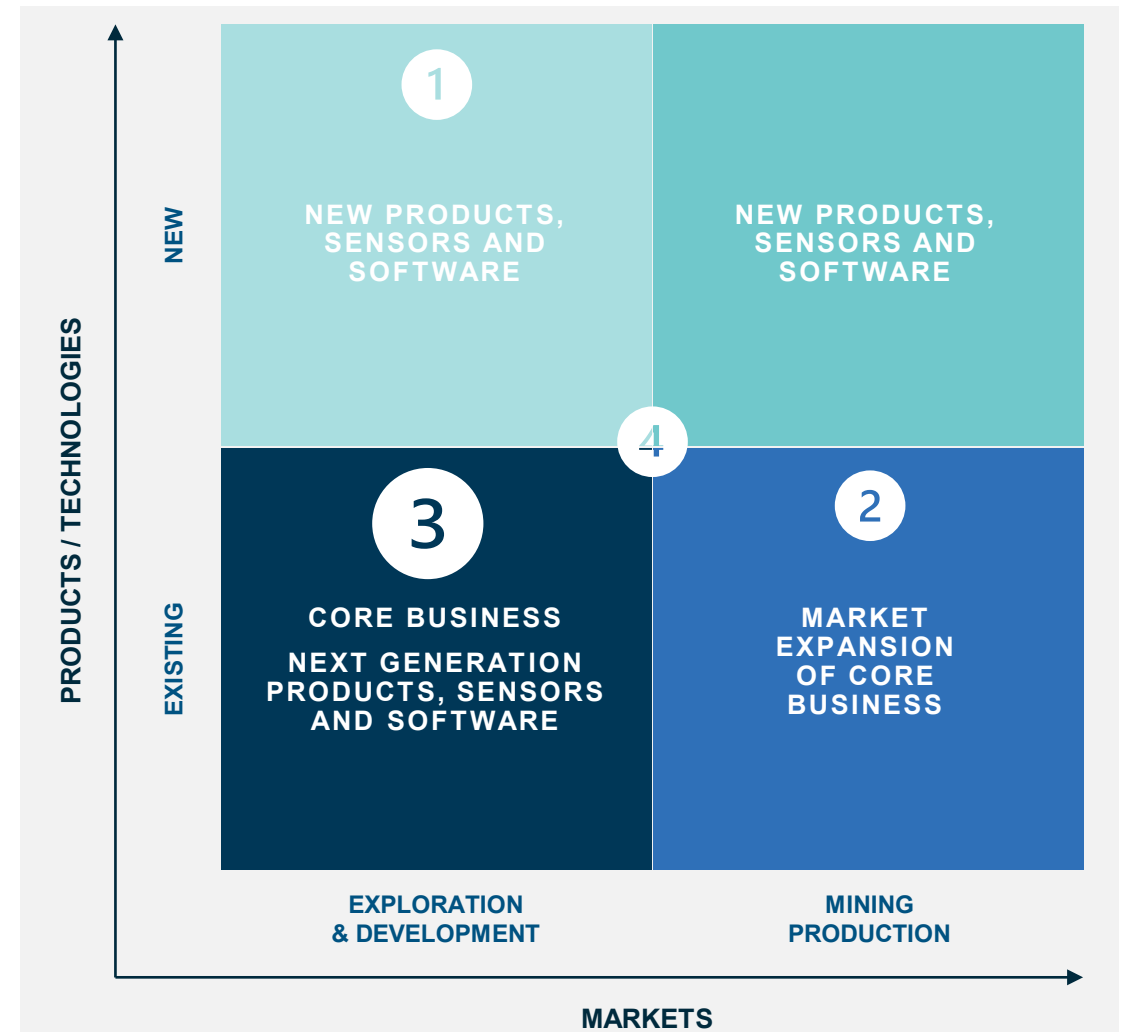 PRODUCTS / TECHNOLOGIES
NEW
EXISTING
1
NEW PRODUCTS,
SENSORS AND
SOFTWARE
NEW PRODUCTS,
SENSORS AND
SOFTWARE
4
3
CORE BUSINESS
NEXT GENERATION
PRODUCTS, SENSORS
AND SOFTWARE
2
MARKET
EXPANSION
OF CORE
BUSINESS
EXPLORATION
& DEVELOPMENT
MINING
PRODUCTION
MARKETS